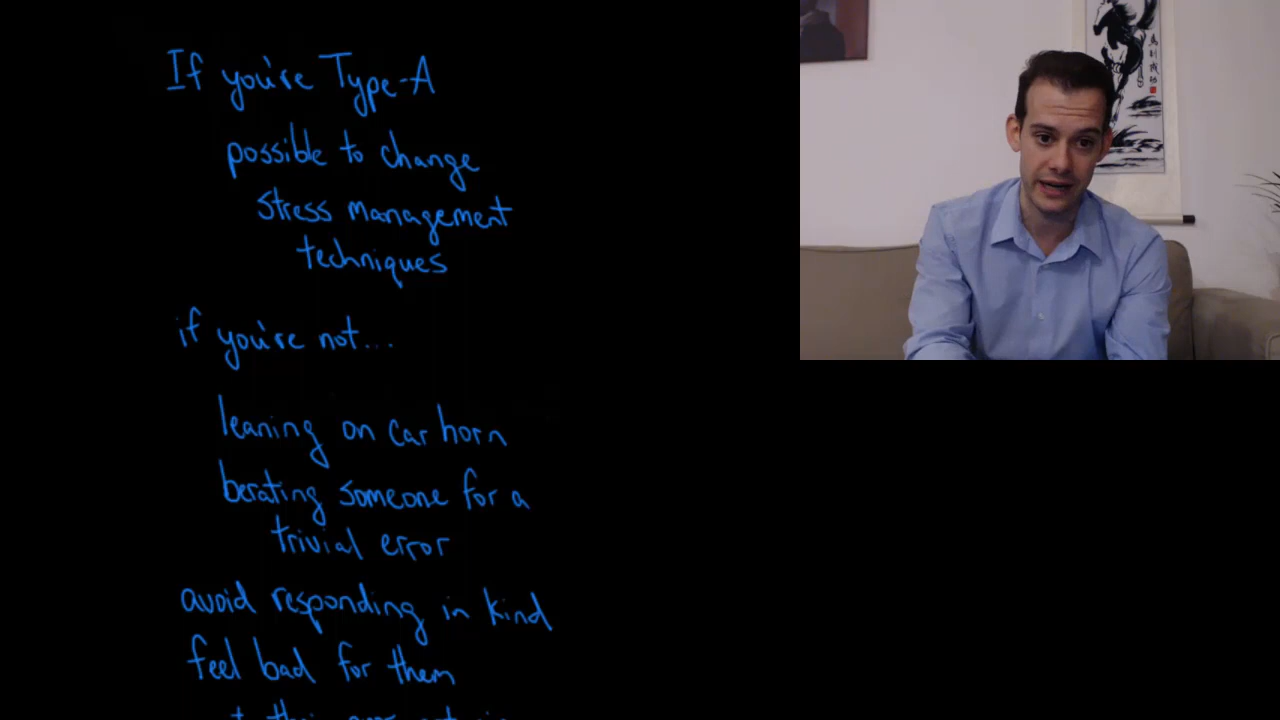 If you're Type-A
possible to change
stress management
techniques
if you're not...
leaning on car horn
berating someone for a
trivial error
avoid responding in kind
feel bad for them